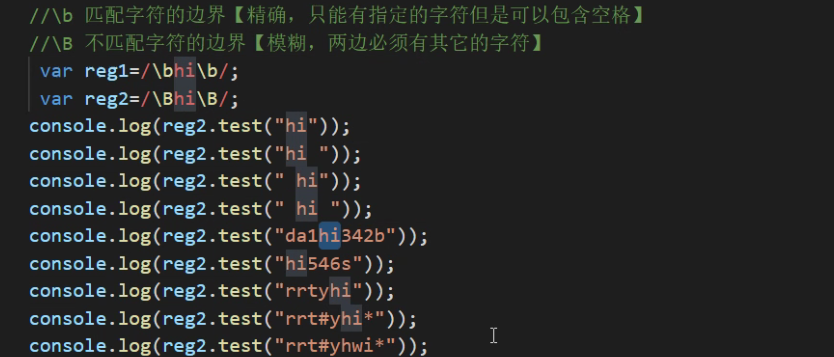 //\b 匹配字符的边界【精确，只能有指定的字符但是可以包含空格】
//\B 不匹配字符的边界【模糊，两边必须有其它的字符】
var reg1=/\bhi\b/;
var reg2=/\Bhi\B/;
console.log(reg2.test("hi"));
console.log(reg2.test("hi "));
console.log(reg2.test(" hi"));
console.log(reg2.test(" hi "));
console.log(reg2.test("da1hi342b"));
console.log(reg2.test("hi546s"));
console.log(reg2.test("rrtyhi"));
console.log(reg2.test("rrt#yhi*"));
console.log(reg2.test("rrt#yhwi*"));